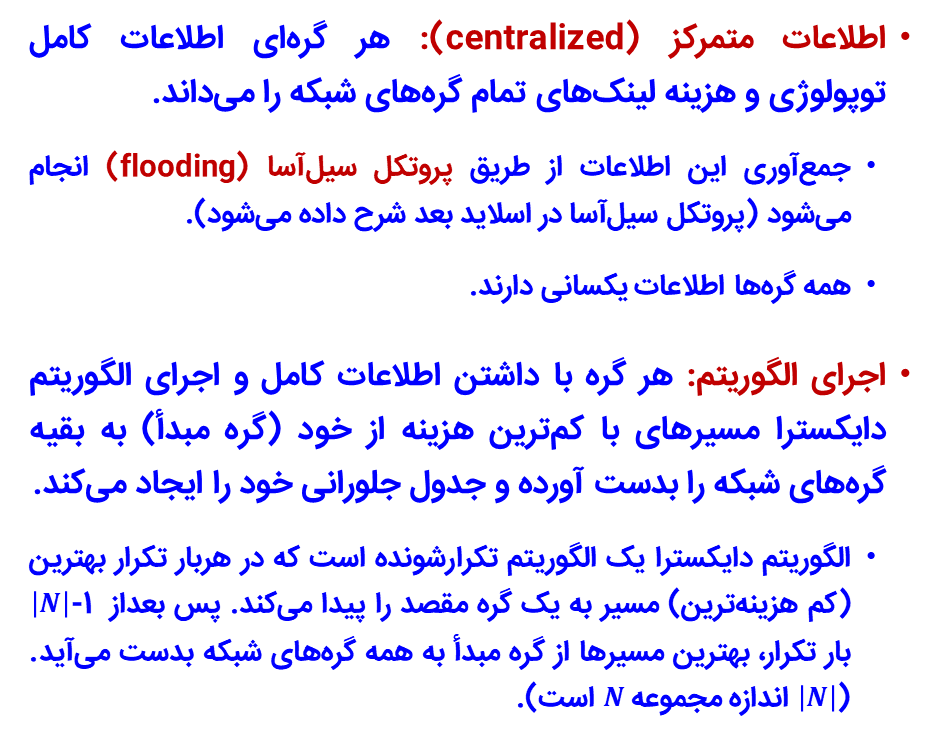 • اطلاعات متمرکز (centralized): هر گره‌ای اطلاعات کامل
توپولوژی و هزینه لینک‌های تمام گره‌های شبکه را می‌داند.
• جمع‌آوری این اطلاعات از طریق پروتکل سیل‌آسا (flooding) انجام
می‌شود (پروتکل سیل‌آسا در اسلاید بعد شرح داده می‌شود).
• همه گره‌ها اطلاعات یکسانی دارند.
• اجرای الگوریتم: هر گره با داشتن اطلاعات کامل و اجرای الگوریتم
دایکسترا مسیرهای با کم‌ترین هزینه از خود (گره مبدأ) به بقیه
گره‌های شبکه را بدست آورده و جدول جلورانی خود را ایجاد می‌کند.
• الگوریتم دایکسترا یک الگوریتم تکرارشونده است که در هربار تکرار بهترین
(کم هزینه‌ترین) مسیر به یک گره مقصد را پیدا می‌کند. پس بعداز |N|-۱
بار تکرار، بهترین مسیرها از گره مبدأ به همه گره‌های شبکه بدست می‌آید.
(|N| اندازه مجموعه N است).